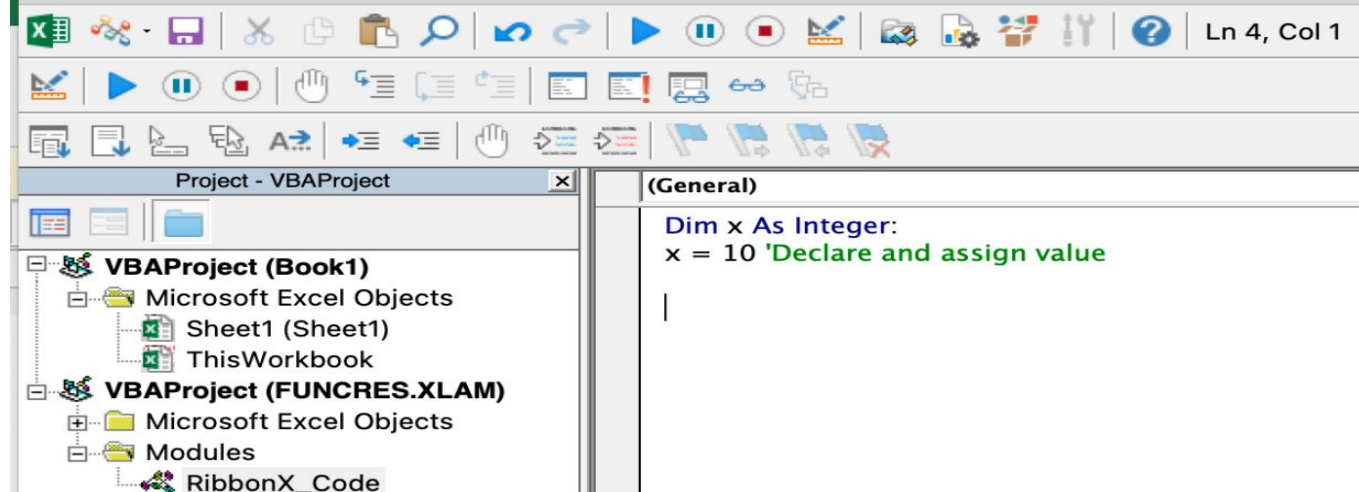 Ln 4, Col 1
Project - VBAProject
VBAProject (Book1)
Microsoft Excel Objects
Sheet1 (Sheet1)
ThisWorkbook
VBAProject (FUNCRES.XLAM)
Microsoft Excel Objects
Modules
RibbonX_Code
(General)
Dim x As Integer:
x = 10 'Declare and assign value